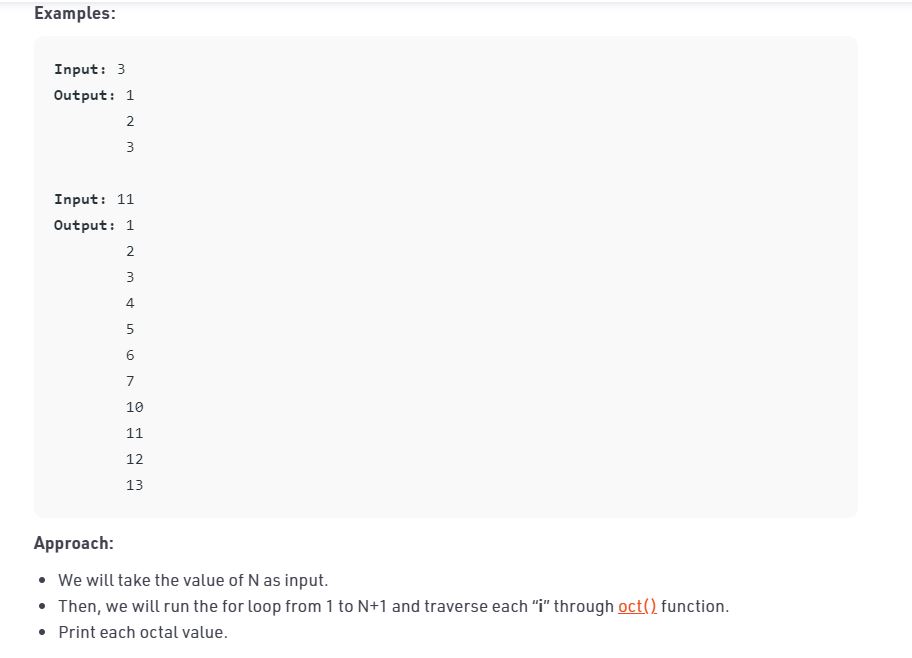 Examples:
Input: 3
Output: 1
2
3
Input: 11
Output: 1
2
3
4
5
6
7
10
11
12
13
Approach:
• We will take the value of N as input.
• Then, we will run the for loop from 1 to N+1 and traverse each “i” through oct() function.
• Print each octal value.